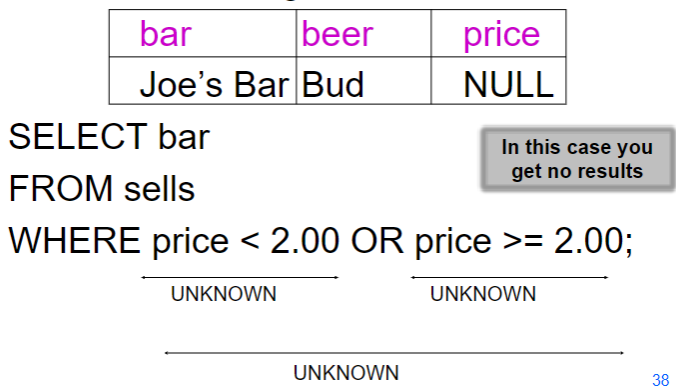 bar beer price
Joe's Bar Bud NULL
SELECT bar
In this case you
get no results
FROM sells
WHERE price < 2.00 OR price >= 2.00;
UNKNOWN UNKNOWN
UNKNOWN
38